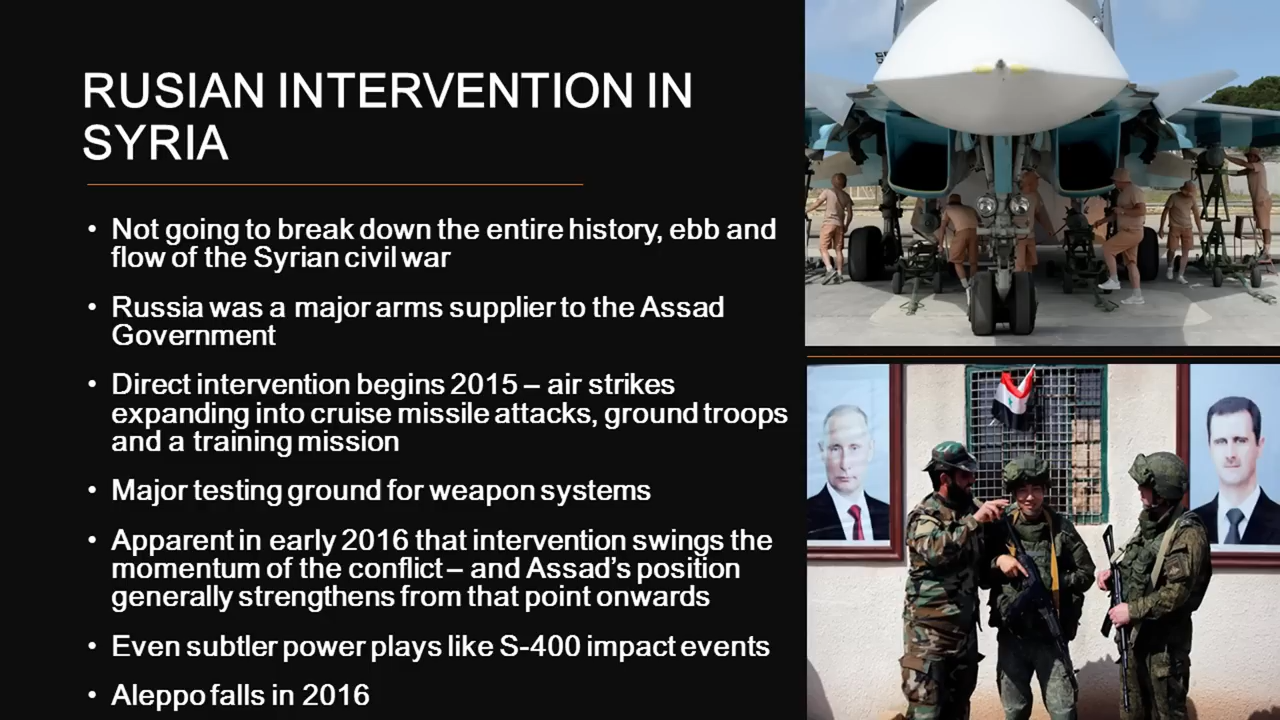 RUSIAN INTERVENTION IN
SYRIA
• Not going to break down the entire history, ebb and
flow of the Syrian civil war
• Russia was a major arms supplier to the Assad
Government
• Direct intervention begins 2015 – air strikes
expanding into cruise missile attacks, ground troops
and a training mission
• Major testing ground for weapon systems
• Apparent in early 2016 that intervention swings the
momentum of the conflict – and Assad’s position
generally strengthens from that point onwards
• Even subtler power plays like S-400 impact events
• Aleppo falls in 2016